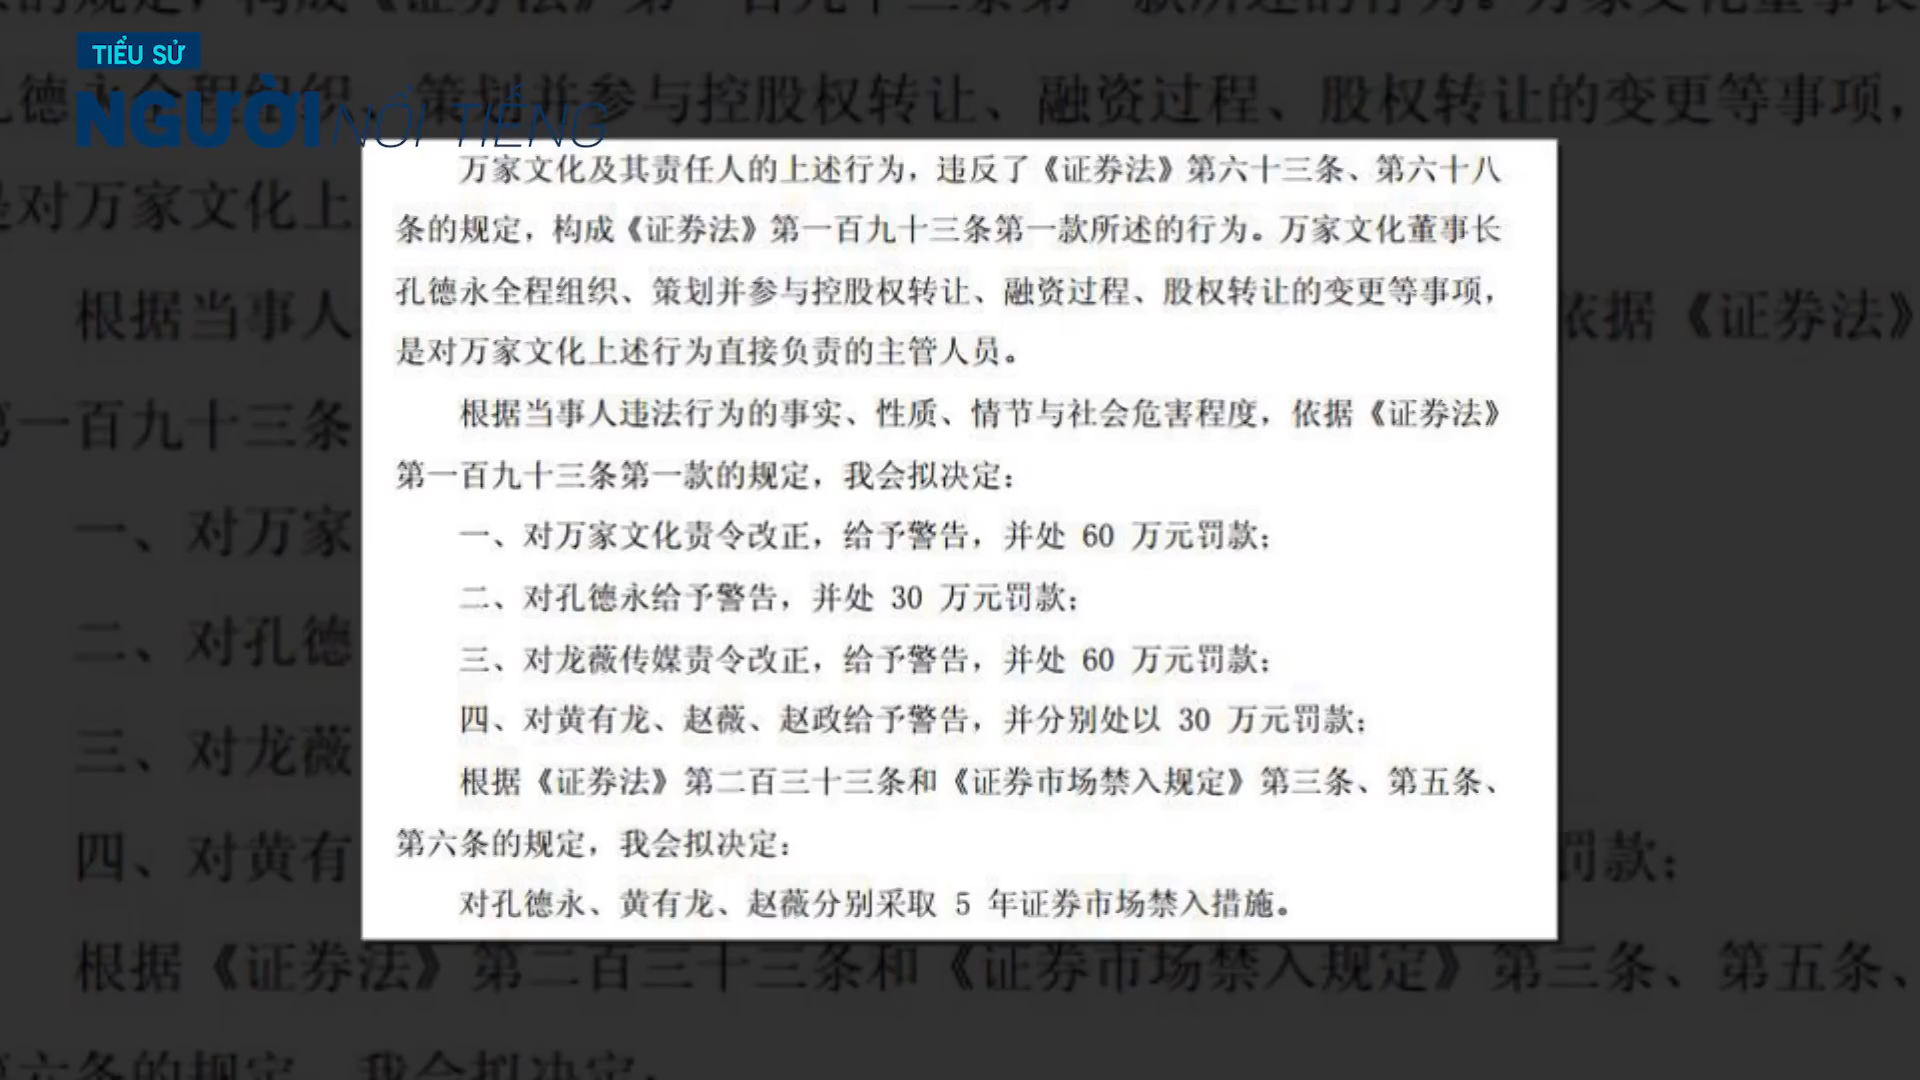 TIỂU SỬ
NGƯỜI NỔI TIẾNG
万家文化及其责任人的上述行为，违反了《证券法》第六十三条、第六十八
条的规定，构成《证券法》第一百九十三条第一款所述的行为。万家文化董事长
孔德永全程组织、策划并参与控股权转让、融资过程、股权转让的变更等事项，
是对万家文化上述行为直接负责的主管人员。
根据当事人违法行为的事实、性质、情节与社会危害程度，依据《证券法》
第一百九十三条第一款的规定，我会拟决定：
一、对万家文化责令改正，给予警告，并处 60 万元罚款；
二、对孔德永给予警告，并处 30 万元罚款；
三、对龙薇传媒责令改正，给予警告，并处 60 万元罚款；
四、对黄有龙、赵薇、赵政给予警告，并分别处以 30 万元罚款；
根据《证券法》第二百三十三条和《证券市场禁入规定》第三条、第五条、
第六条的规定，我会拟决定：
对孔德永、黄有龙、赵薇分别采取 5 年证券市场禁入措施。